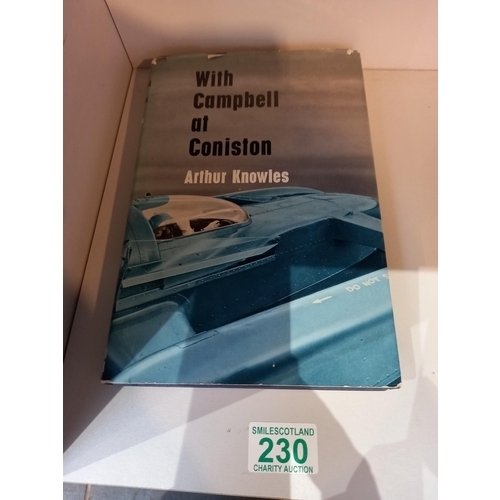 With
Campbell
at
Coniston
Arthur Knowles
DO NOT
SMILESCOTLAND
230
CHARITY AUCTION